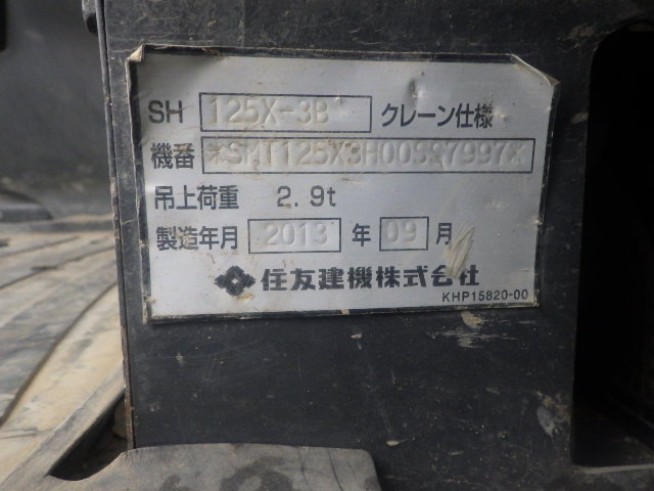 SH 125X-3B クレーン仕様
機番
吊上荷重 2.9t
製造年月 2013 年 09 月
住友建機株式会社
KHP15820-00